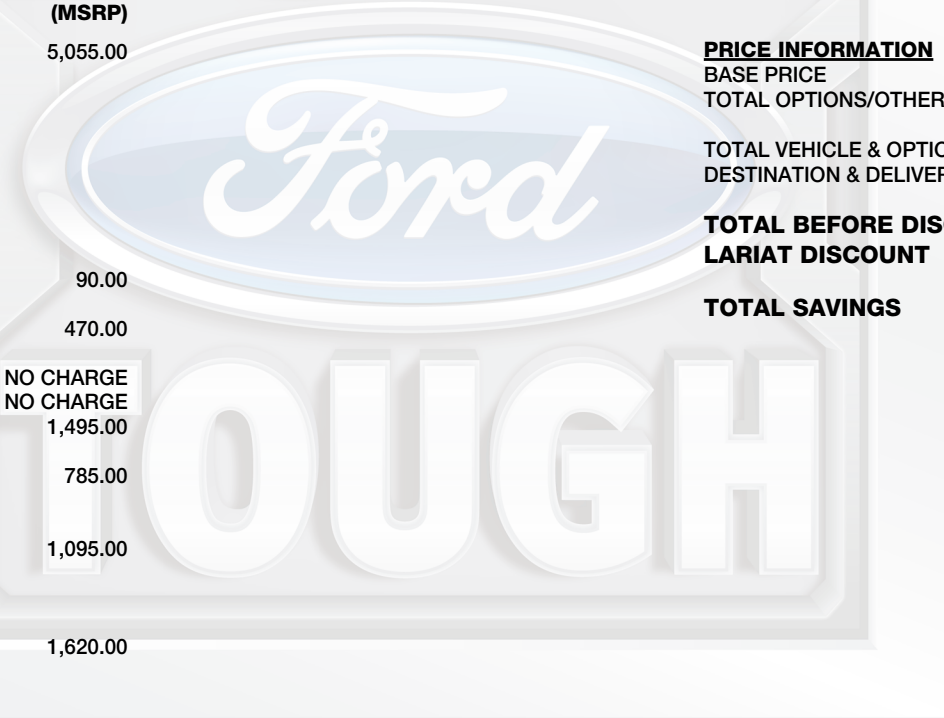 (MSRP)
5,055.00
90.00
470.00
NO CHARGE
NO CHARGE
1,495.00
785.00
1,095.00
1,620.00
PRICE INFORMATION
BASE PRICE
TOTAL OPTIONS/OTHER
TOTAL VEHICLE & OPTIO
DESTINATION & DELIVER
TOTAL BEFORE DISC
LARIAT DISCOUNT
TOTAL SAVINGS
Ford
TOUGH